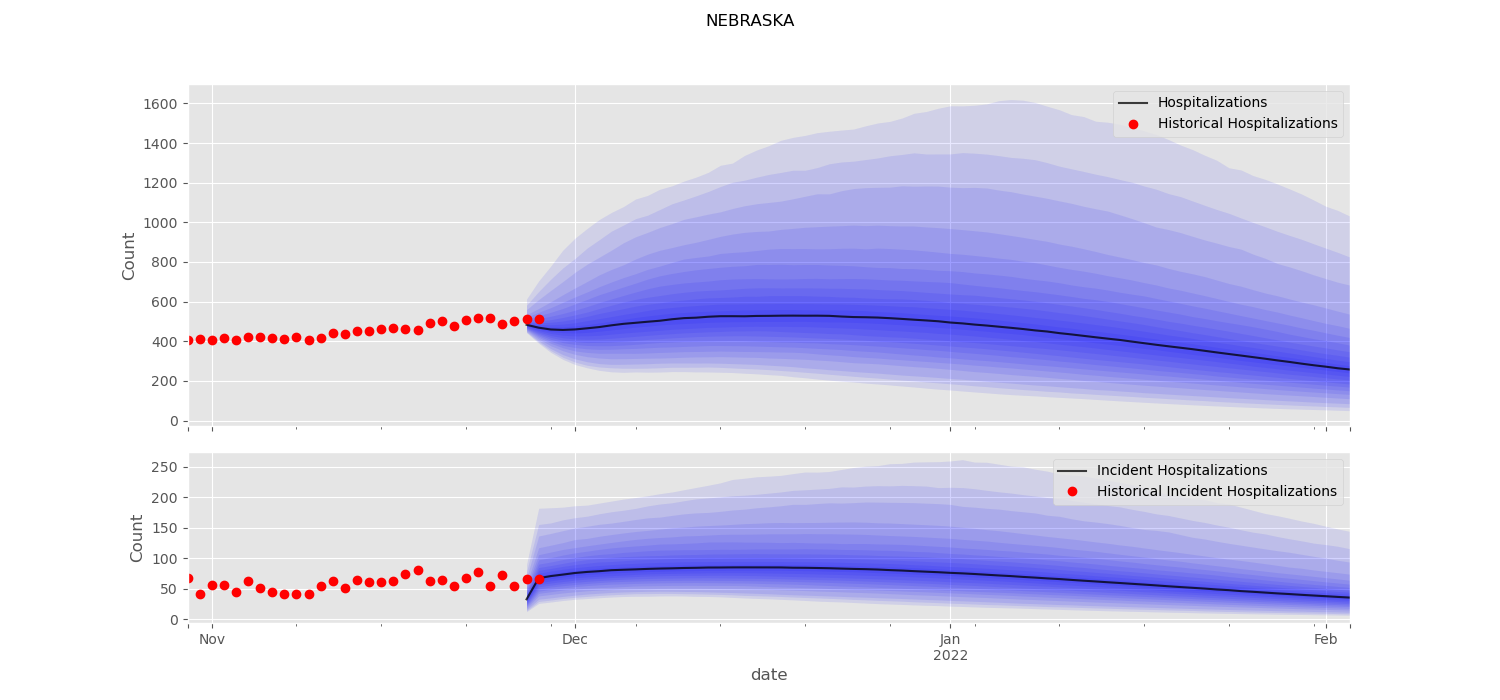 NEBRASKA
1600
1400
1200
1000
800
600
400
200
0
Count
Hospitalizations
Historical Hospitalizations
250
200
150
100
50
0
Count
Incident Hospitalizations
Historical Incident Hospitalizations
Nov
Dec
Jan
2022
Feb
date